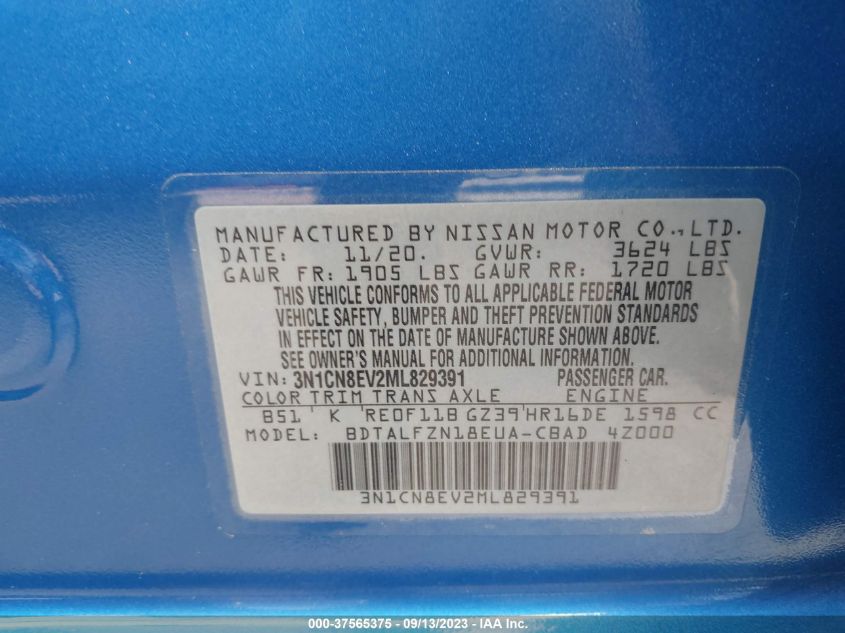 MANUFACTURED BY NISSAN MOTOR CO.,LTD.
DATE: 11/20. GVWR: 3624 LBS
GAWR FR: 1905 LBS GAWR RR: 1720 LBS
THIS VEHICLE CONFORMS TO ALL APPLICABLE FEDERAL MOTOR
VEHICLE SAFETY, BUMPER AND THEFT PREVENTION STANDARDS
IN EFFECT ON THE DATE OF MANUFACTURE SHOWN ABOVE.
SEE OWNER'S MANUAL FOR ADDITIONAL INFORMATION.
VIN: 3N1CN8EV2ML829391 PASSENGER CAR.
COLOR TRIM TRANS AXLE ENGINE
B51 K RE0F11B GZ39 HR16DE 1598 CC
MODEL: BDTALFZN18EUA-CBAD 4Z000
3N1CN8EV2ML829391
000-37565375 - 09/13/2023 - © IAA Inc.